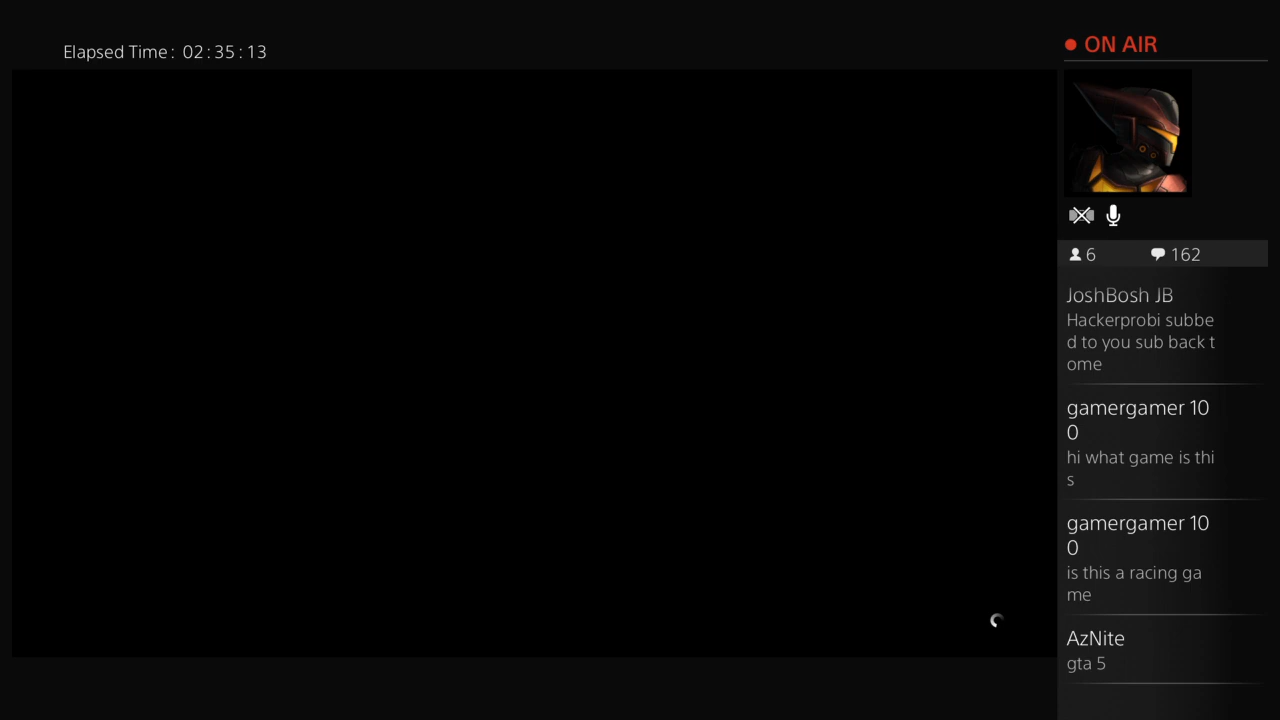 Elapsed Time: 02:35:13
ON AIR
6 162
JoshBosh JB
Hackerprobi subbe
d to you sub back t
ome
gamergamer 10
0
hi what game is thi
s
gamergamer 10
0
is this a racing ga
me
AzNite
gta 5